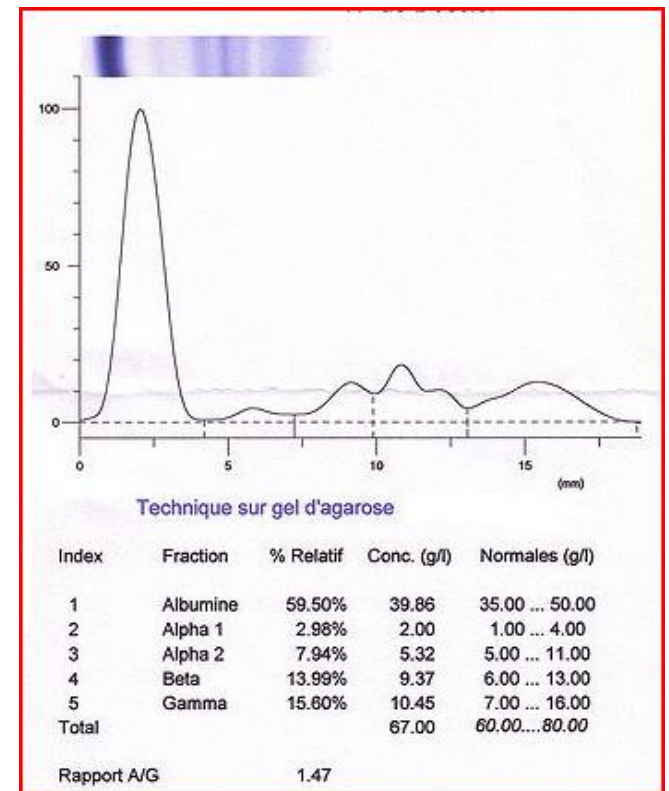 100
50
0
0 5 10 15
(mm)
Technique sur gel d'agarose
Index Fraction % Relatif Conc. (g/l) Normales (g/l)
1 Albumine 59.50% 39.86 35.00 ... 50.00
2 Alpha 1 2.98% 2.00 1.00 ... 4.00
3 Alpha 2 7.94% 5.32 5.00 ... 11.00
4 Beta 13.99% 9.37 6.00 ... 13.00
5 Gamma 15.60% 10.45 7.00 ... 16.00
Total 67.00 60.00....80.00
Rapport A/G 1.47